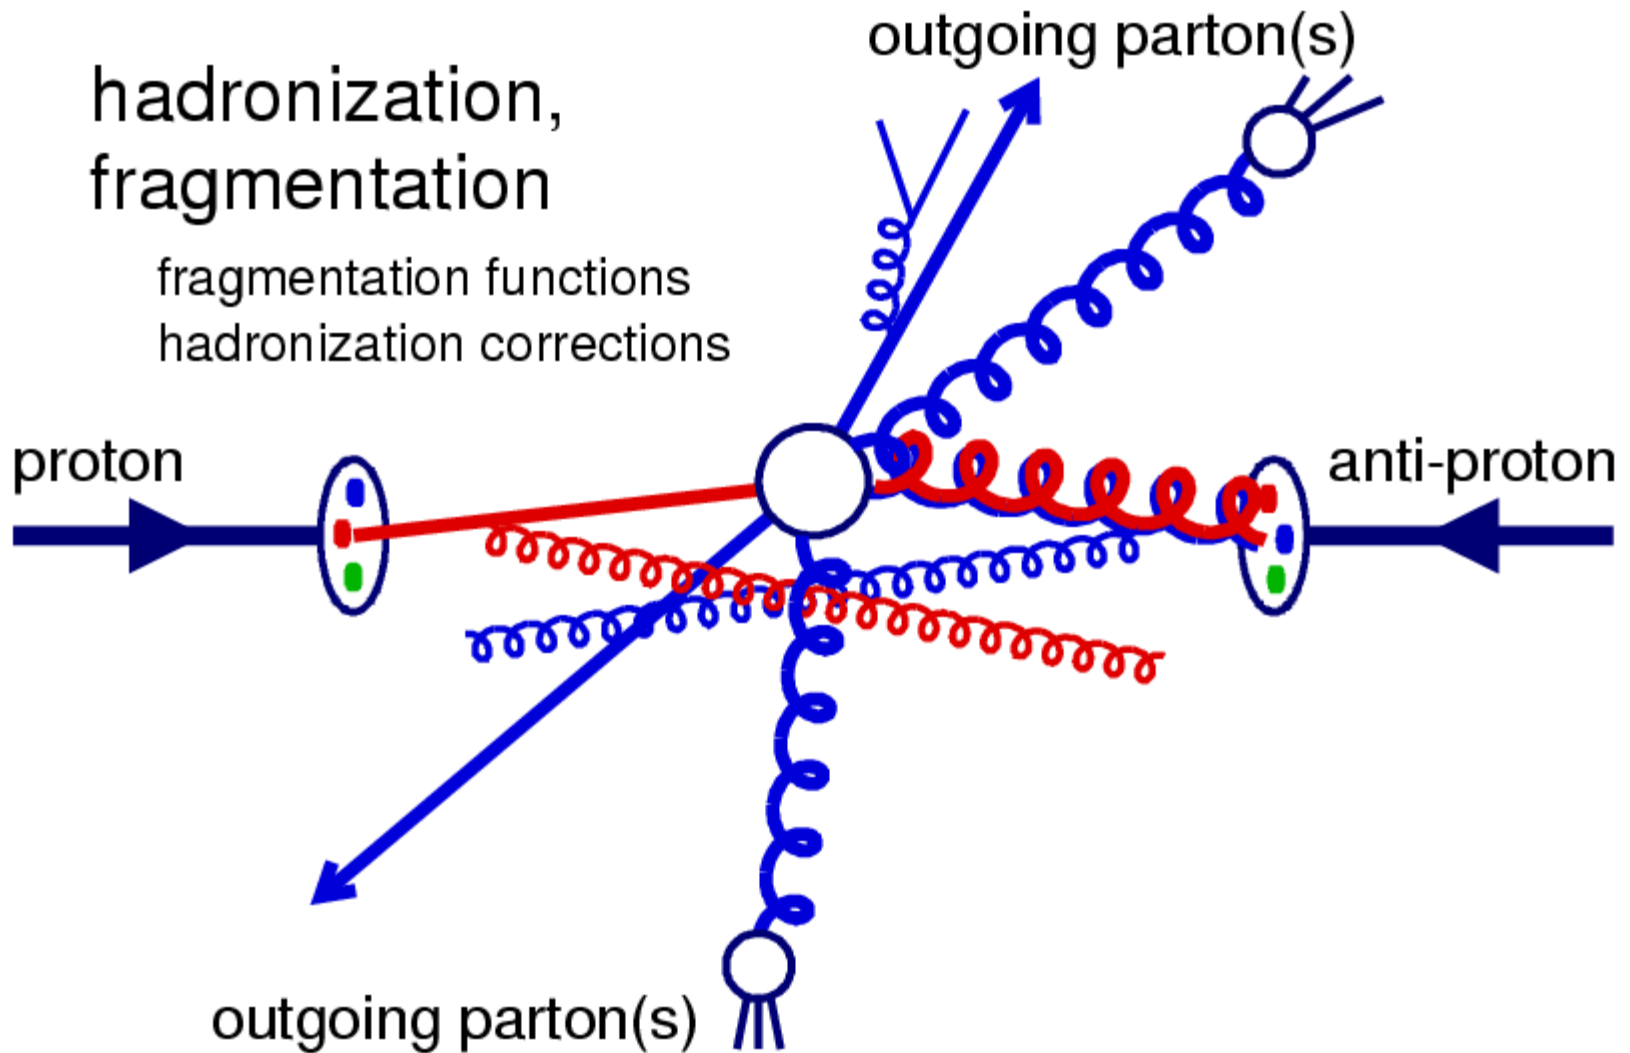 outgoing parton(s)
hadronization,
fragmentation
fragmentation functions
hadronization corrections
proton
anti-proton
outgoing parton(s)